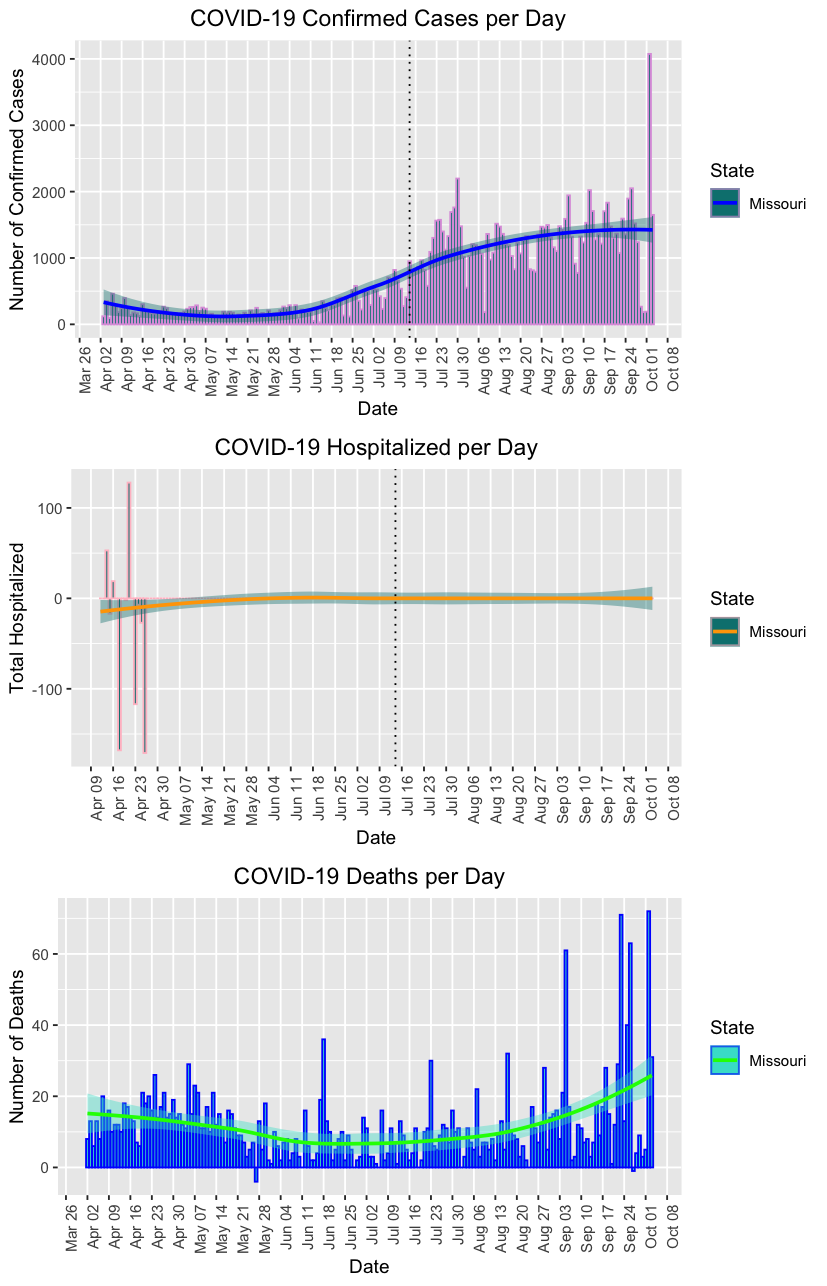 COVID-19 Confirmed Cases per Day
Number of Confirmed Cases
4000
3000
2000
1000
0
Mar 26
Apr 02
Apr 09
Apr 16
Apr 23
Apr 30
May 07
May 14
May 21
May 28
Jun 04
Jun 11
Jun 18
Jun 25
Jul 02
Jul 09
Jul 16
Jul 23
Jul 30
Aug 06
Aug 13
Aug 20
Aug 27
Sep 03
Sep 10
Sep 17
Sep 24
Oct 01
Oct 08
Date
State
Missouri
COVID-19 Hospitalized per Day
Total Hospitalized
100
0
-100
Apr 09
Apr 16
Apr 23
Apr 30
May 07
May 14
May 21
May 28
Jun 04
Jun 11
Jun 18
Jun 25
Jul 02
Jul 09
Jul 16
Jul 23
Jul 30
Aug 06
Aug 13
Aug 20
Aug 27
Sep 03
Sep 10
Sep 17
Sep 24
Oct 01
Oct 08
Date
State
Missouri
COVID-19 Deaths per Day
Number of Deaths
60
40
20
0
Mar 26
Apr 02
Apr 09
Apr 16
Apr 23
Apr 30
May 07
May 14
May 21
May 28
Jun 04
Jun 11
Jun 18
Jun 25
Jul 02
Jul 09
Jul 16
Jul 23
Jul 30
Aug 06
Aug 13
Aug 20
Aug 27
Sep 03
Sep 10
Sep 17
Sep 24
Oct 01
Oct 08
Date
State
Missouri